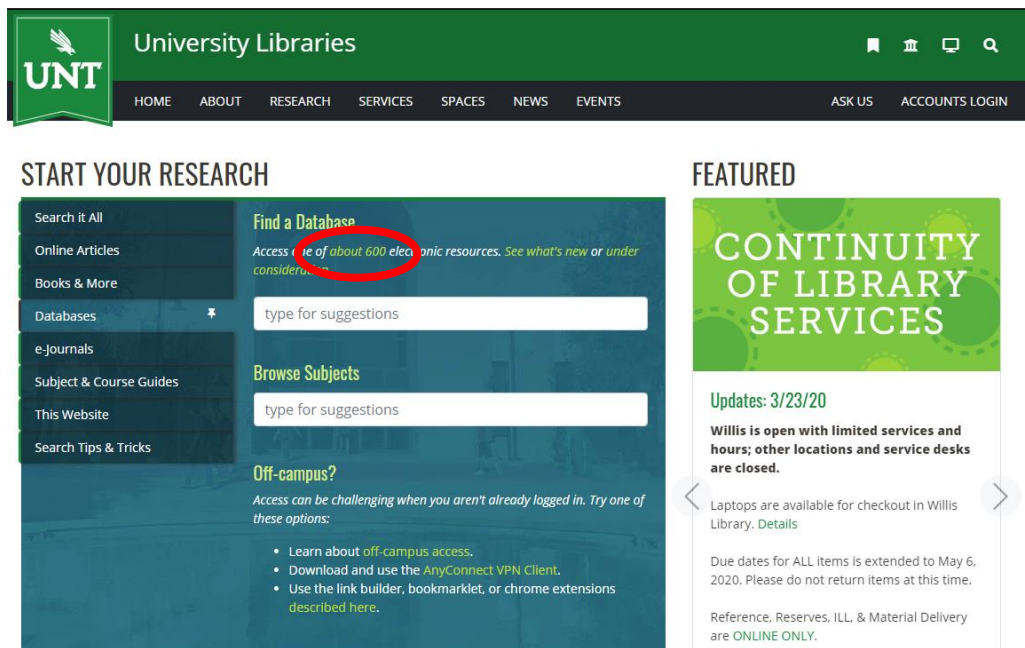 University Libraries
UNT
HOME ABOUT RESEARCH SERVICES SPACES NEWS EVENTS ASK US ACCOUNTS LOGIN
START YOUR RESEARCH
Search it All
Online Articles
Books & More
Databases
e-Journals
Subject & Course Guides
This Website
Search Tips & Tricks
Find a Database
Access one of about 600 electronic resources. See what's new or under
consideration
type for suggestions
Browse Subjects
type for suggestions
Off-campus?
Access can be challenging when you aren't already logged in. Try one of
these options:
• Learn about off-campus access.
• Download and use the AnyConnect VPN Client.
• Use the link builder, bookmarklet, or chrome extensions
described here.
FEATURED
CONTINUITY
OF LIBRARY
SERVICES
Updates: 3/23/20
Willis is open with limited services and
hours; other locations and service desks
are closed.
Laptops are available for checkout in Willis
Library. Details
Due dates for ALL items is extended to May 6,
2020. Please do not return items at this time.
Reference, Reserves, ILL, & Material Delivery
are ONLINE ONLY.